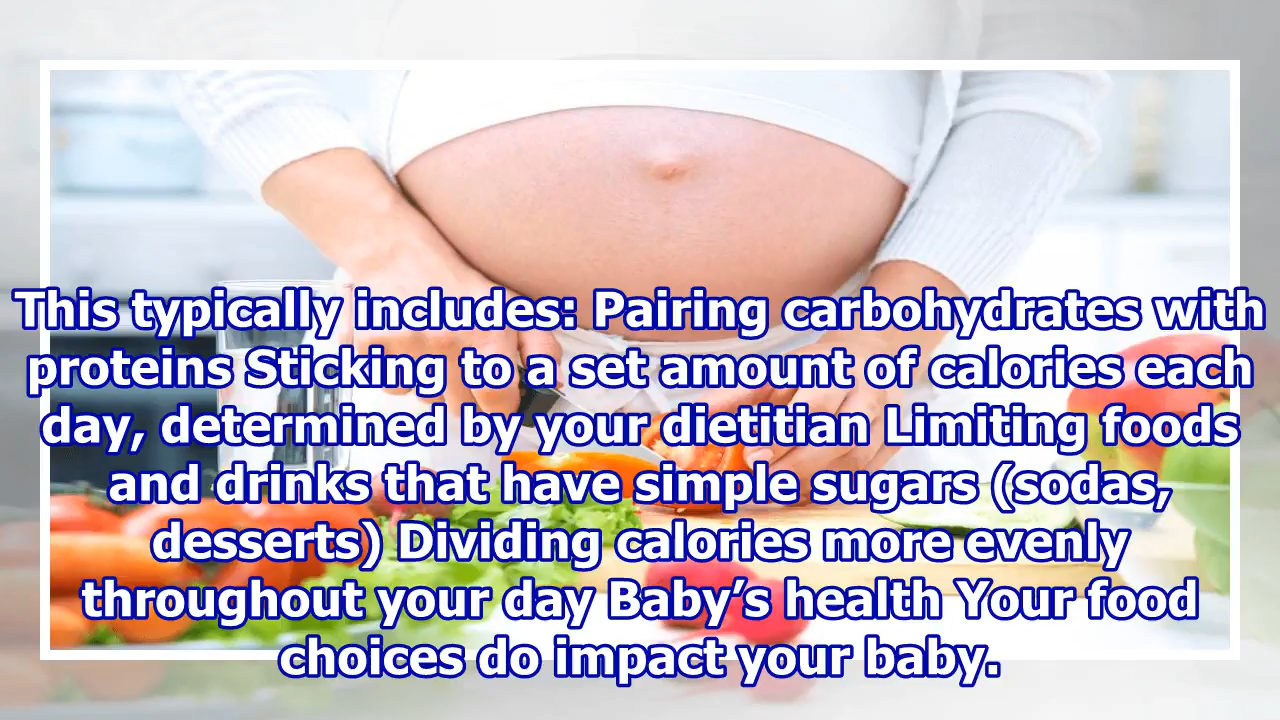 This typically includes: Pairing carbohydrates with
proteins Sticking to a set amount of calories each
day, determined by your dietitian Limiting foods
and drinks that have simple sugars (sodas,
desserts) Dividing calories more evenly
throughout your day Baby’s health Your food
choices do impact your baby.